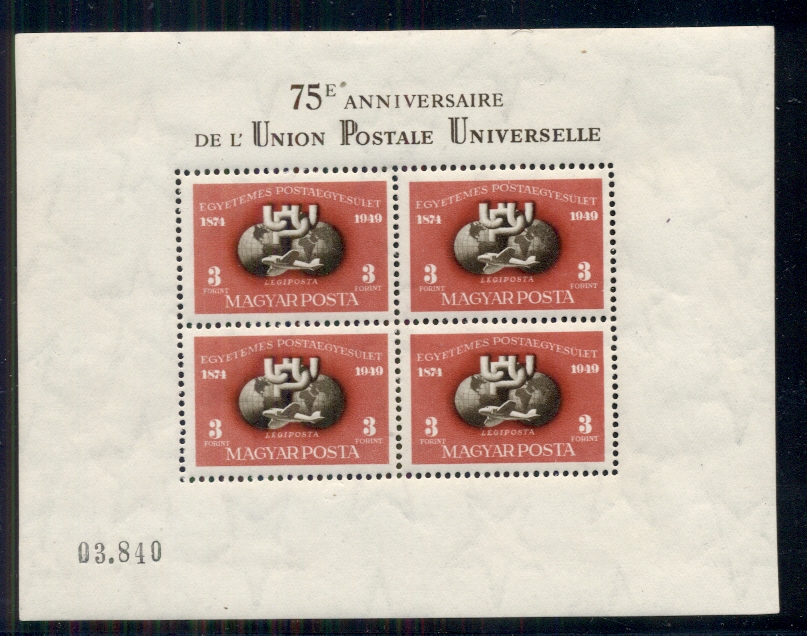 75E ANNIVERSAIRE
DE L' UNION POSTALE UNIVERSELLE
EGYETEMES POSTAEGYESÜLET
1874 1949
3 FORINT 3 FORINT
LÉGIPOSTA
MAGYAR POSTA
EGYETEMES POSTAEGYESÜLET
1874 1949
3 FORINT 3 FORINT
LÉGIPOSTA
MAGYAR POSTA
EGYETEMES POSTAEGYESÜLET
1874 1949
3 FORINT 3 FORINT
LÉGIPOSTA
MAGYAR POSTA
EGYETEMES POSTAEGYESÜLET
1874 1949
3 FORINT 3 FORINT
LÉGIPOSTA
MAGYAR POSTA
03.840